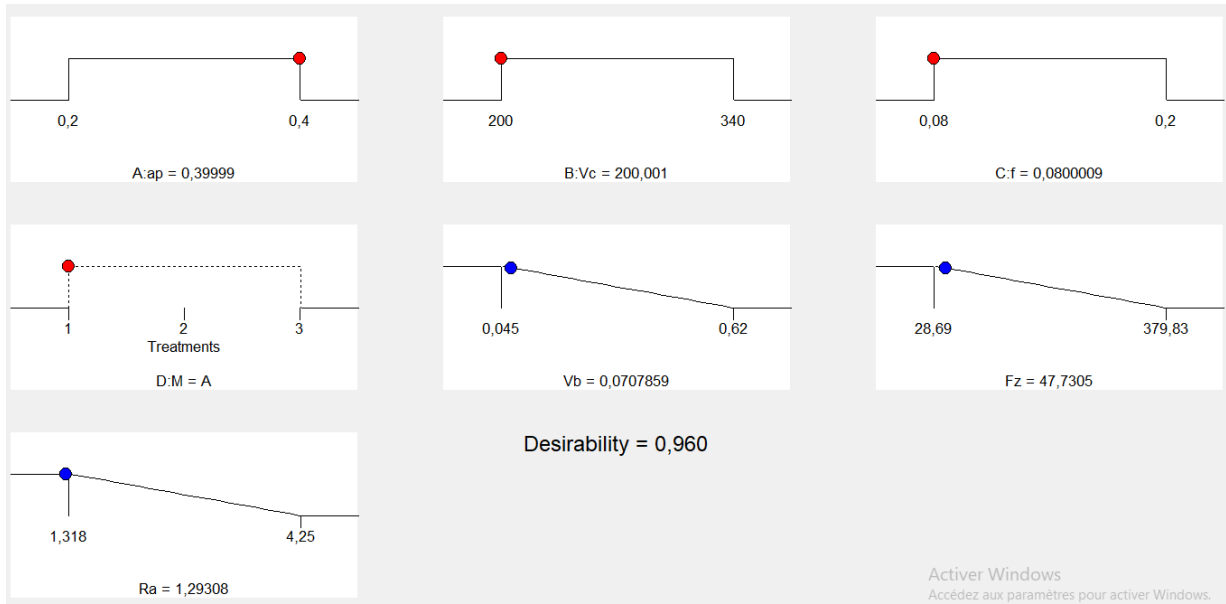 0,2 0,4
A:ap = 0,39999
200 340
B:Vc = 200,001
0,08 0,2
C:f = 0,0800009
1 2 3
Treatments
D:M = A
0,045 0,62
Vb = 0,0707859
28,69 379,83
Fz = 47,7305
1,318 4,25
Ra = 1,29308
Desirability = 0,960
Activer Windows
Accédez aux paramètres pour activer Windows.